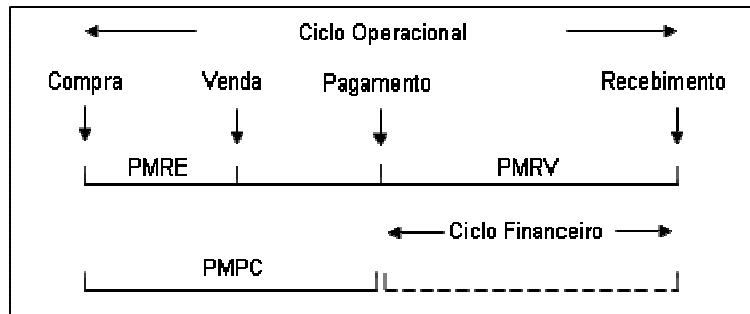 Ciclo Operacional
Compra Venda Pagamento Recebimento
PMRE PMRV
Ciclo Financeiro
PMPC